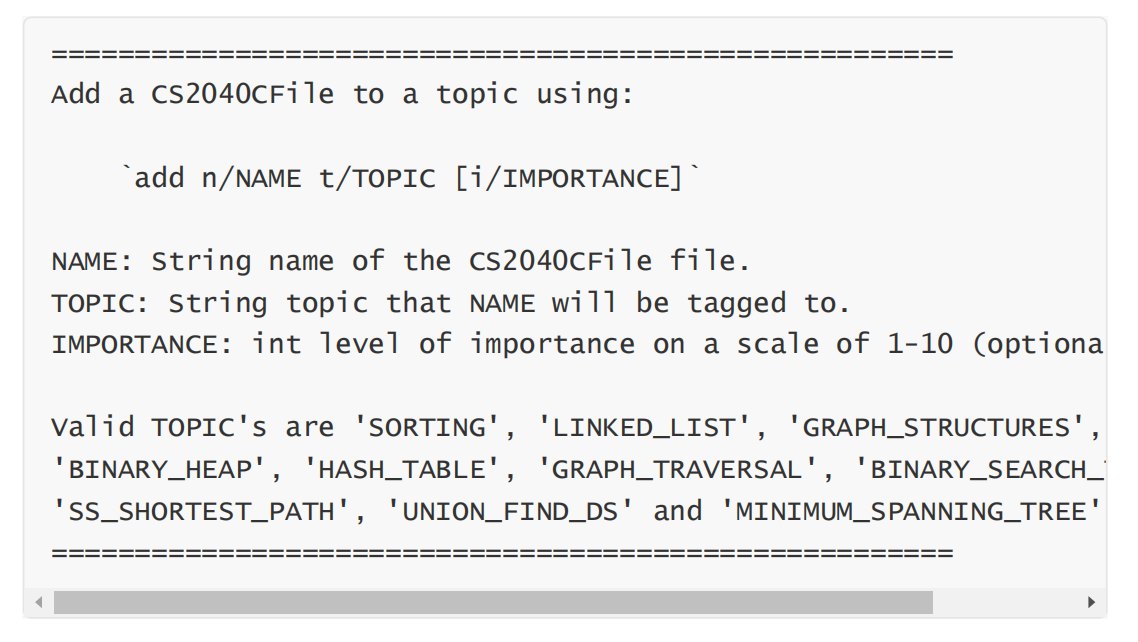 ======================================================
Add a CS2040CFile to a topic using:
`add n/NAME t/TOPIC [i/IMPORTANCE]`
NAME: String name of the CS2040CFile file.
TOPIC: String topic that NAME will be tagged to.
IMPORTANCE: int level of importance on a scale of 1-10 (optiona
Valid TOPIC's are 'SORTING', 'LINKED_LIST', 'GRAPH_STRUCTURES',
'BINARY_HEAP', 'HASH_TABLE', 'GRAPH_TRAVERSAL', 'BINARY_SEARCH_
'SS_SHORTEST_PATH', 'UNION_FIND_DS' and 'MINIMUM_SPANNING_TREE'
======================================================